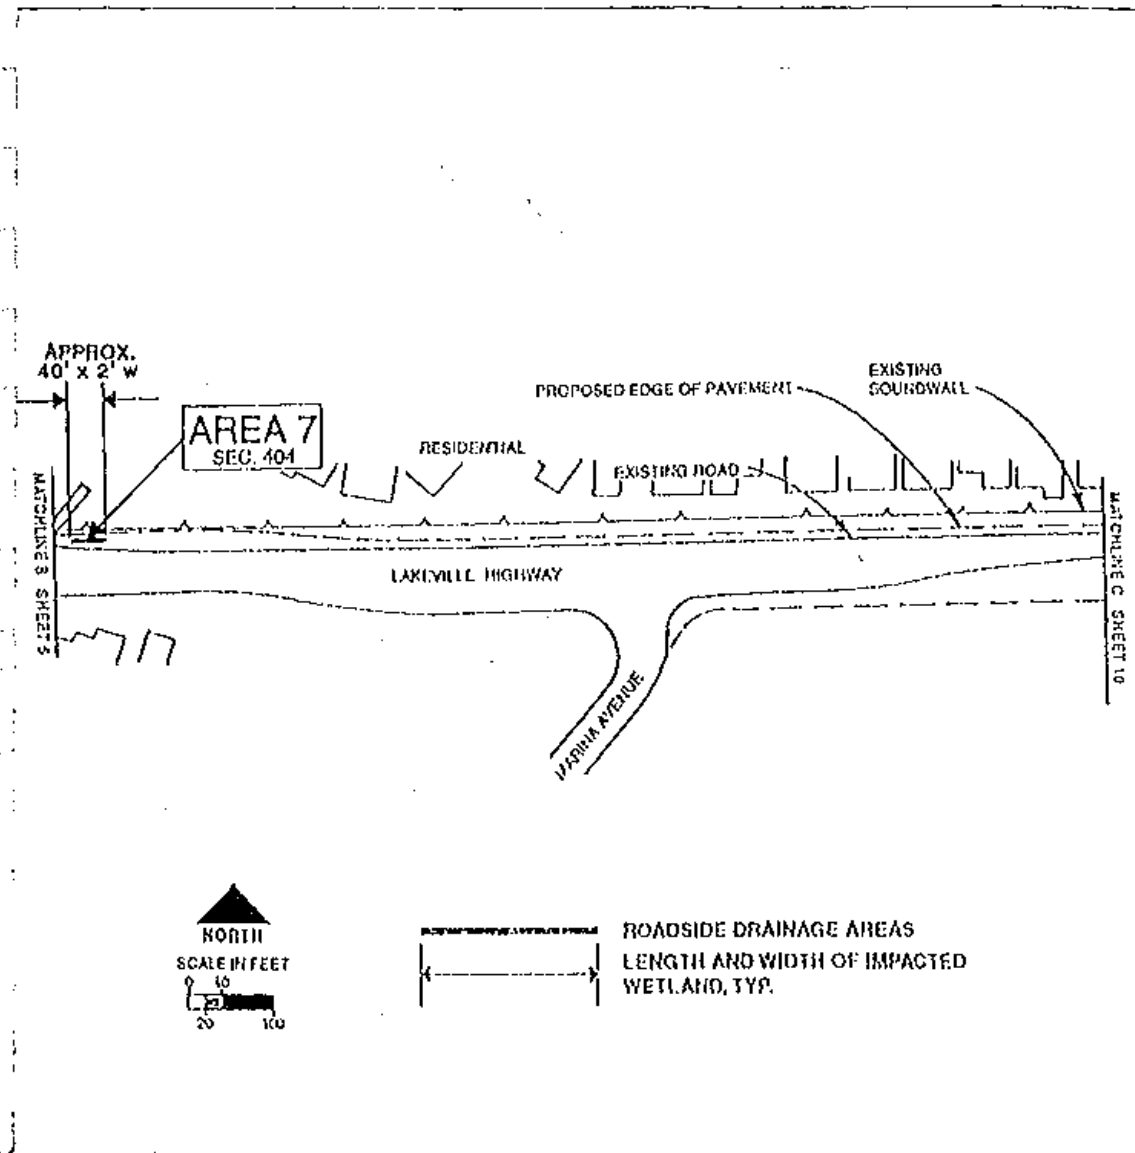 APPROX.
40' x 2' W
AREA 7
SEC. 404
RESIDENTIAL
PROPOSED EDGE OF PAVEMENT
EXISTING
SOUNDWALL
EXISTING ROAD
LAKEVILLE HIGHWAY
MARINA AVENUE
MATCHLINE B SHEET
MATCHLINE C SHEET 10
NORTH
SCALE IN FEET
0 40
20 100
ROADSIDE DRAINAGE AREAS
LENGTH AND WIDTH OF IMPACTED
WETLAND, TYP.